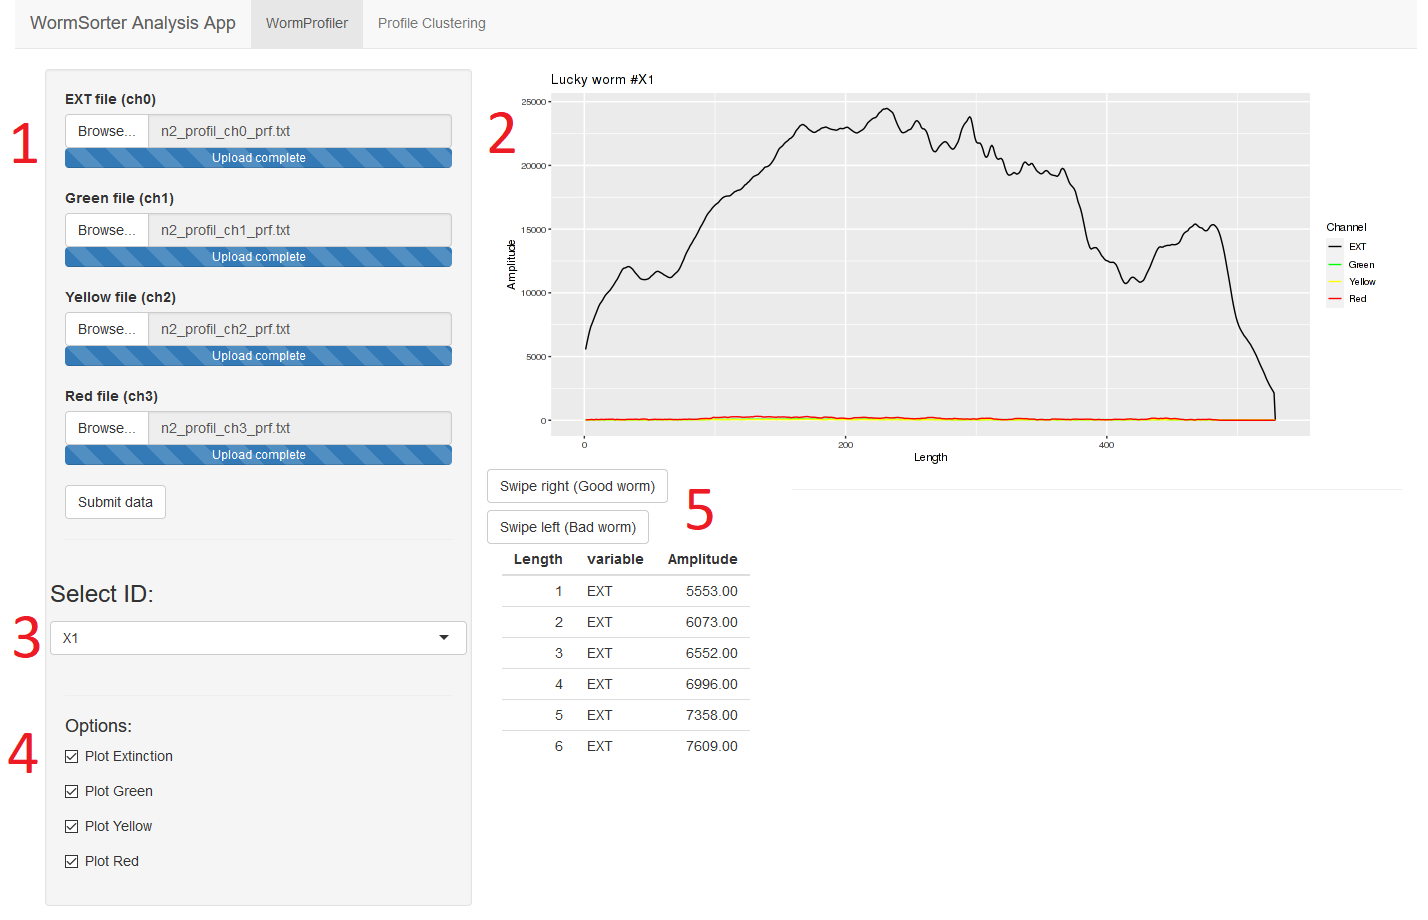 WormSorter Analysis App WormProfiler Profile Clustering
1
EXT file (ch0)
Browse... n2_profil_ch0_prf.txt
Upload complete
Green file (ch1)
Browse... n2_profil_ch1_prf.txt
Upload complete
Yellow file (ch2)
Browse... n2_profil_ch2_prf.txt
Upload complete
Red file (ch3)
Browse... n2_profil_ch3_prf.txt
Upload complete
Submit data
3
Select ID:
X1
4
Options:
Plot Extinction
Plot Green
Plot Yellow
Plot Red
2
Lucky worm #X1
Amplitude
25000
20000
15000
10000
5000
0
0 200 400
Length
Channel
EXT
Green
Yellow
Red
5
Swipe right (Good worm)
Swipe left (Bad worm)
Length variable Amplitude
1 EXT 5553.00
2 EXT 6073.00
3 EXT 6552.00
4 EXT 6996.00
5 EXT 7358.00
6 EXT 7609.00